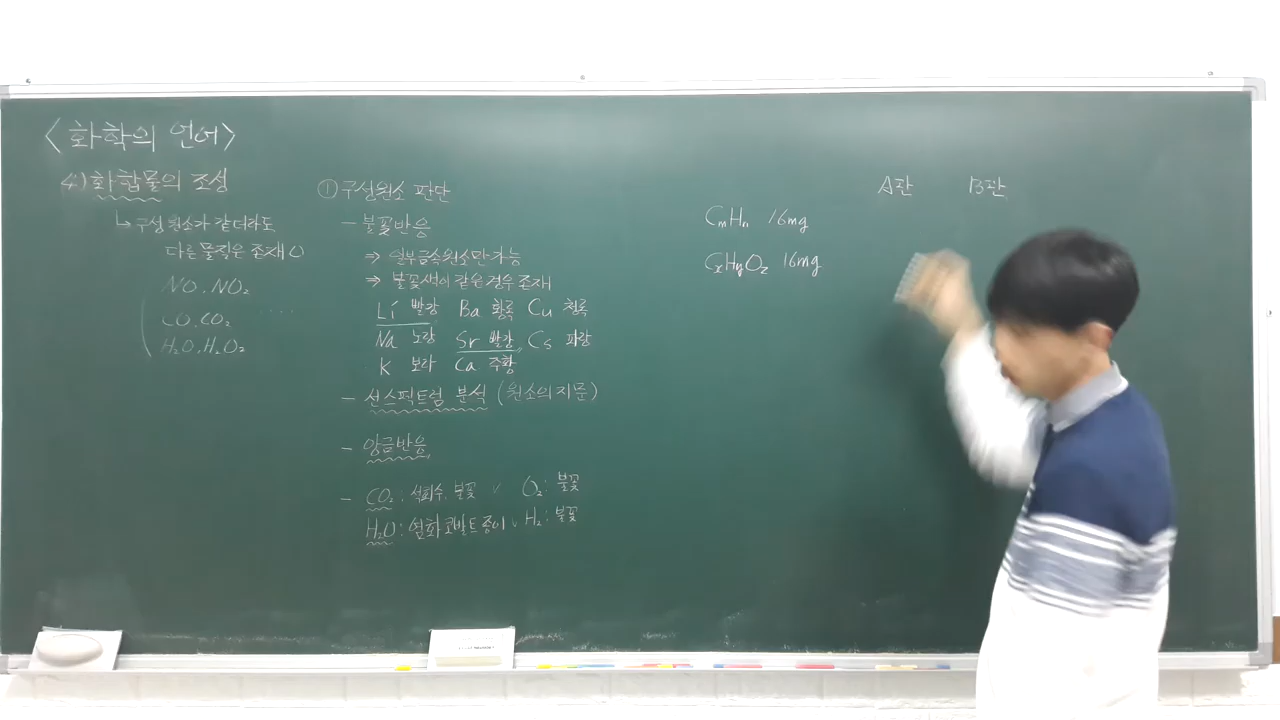 <화학의 언어>
4) 화합물의 조성
↳ 구성 원소가 같더라도
다른 물질은 존재 ○
NO, NO₂
CO, CO₂ ....
H₂O, H₂O₂
① 구성원소 판단
- 불꽃반응
⇒ 일부금속원소만 가능
⇒ 불꽃색이 같은 경우 존재
Li 빨강 Ba 황록 Cu 청록
Na 노랑 Sr 빨강 Cs 파랑
K 보라 Ca 주황
- 선스펙트럼 분석 (원소의 지문)
- 앙금반응
- CO₂ : 석회수, 불꽃 O₂ : 불꽃
H₂O : 염화코발트 종이 H₂ : 불꽃
A관 B관
CmHn 16mg
CxHyOz 16mg